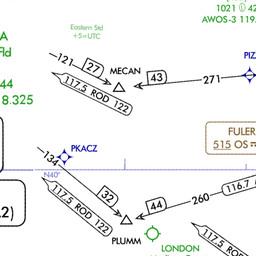 1021 42
AWOS-3 119.
Eastern Std
+5=UTC
A
fld
PIZ
121
27
MECAN
43
271
44
8.325
117.5 ROD 122
FULER
515 OS
134
PKACZ
N40°
32
44
260
116.7
2)
117.5 ROD 122
PLUMM
LONDON
117.5 ROD